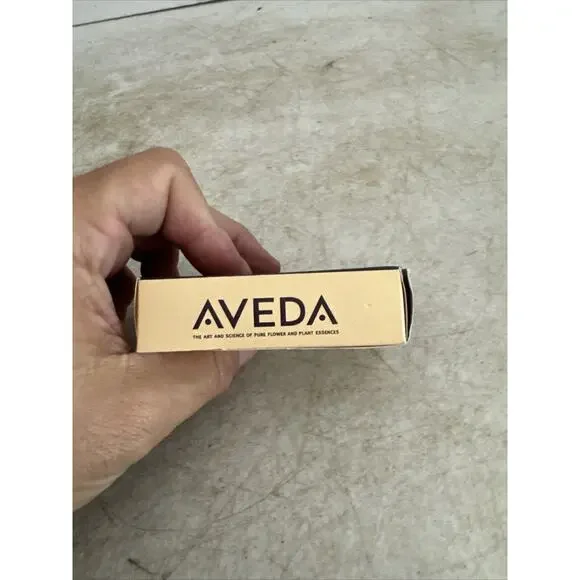 AVEDA
THE ART AND SCIENCE OF PURE FLOWER AND PLANT ESSENCES